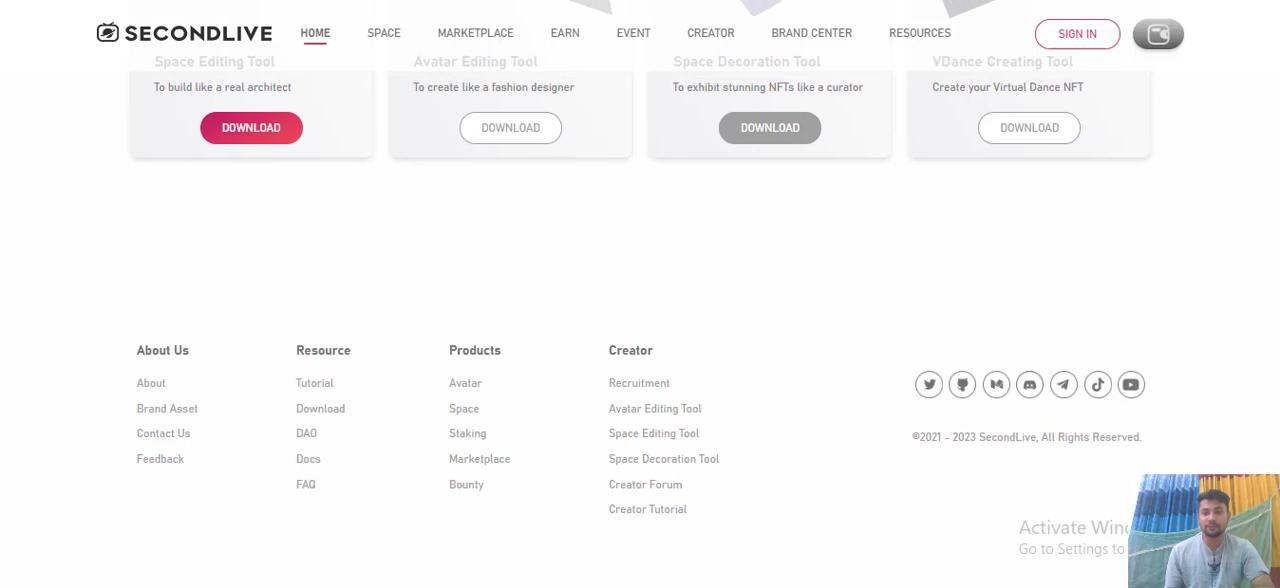 SECONDLIVE
HOME
SPACE
MARKETPLACE
EARN
EVENT
CREATOR
BRAND CENTER
RESOURCES
SIGN IN
Space Editing Tool
To build like a real architect
DOWNLOAD
Avatar Editing Tool
To create like a fashion designer
DOWNLOAD
Space Decoration Tool
To exhibit stunning NFTs like a curator
DOWNLOAD
VDance Creating Tool
Create your Virtual Dance NFT
DOWNLOAD
About Us
About
Brand Asset
Contact Us
Feedback
Resource
Tutorial
Download
DAO
Docs
FAQ
Products
Avatar
Space
Staking
Marketplace
Bounty
Creator
Recruitment
Avatar Editing Tool
Space Editing Tool
Space Decoration Tool
Creator Forum
Creator Tutorial
©2021 - 2023 SecondLive, All Rights Reserved.
Activate
Go to Settings to